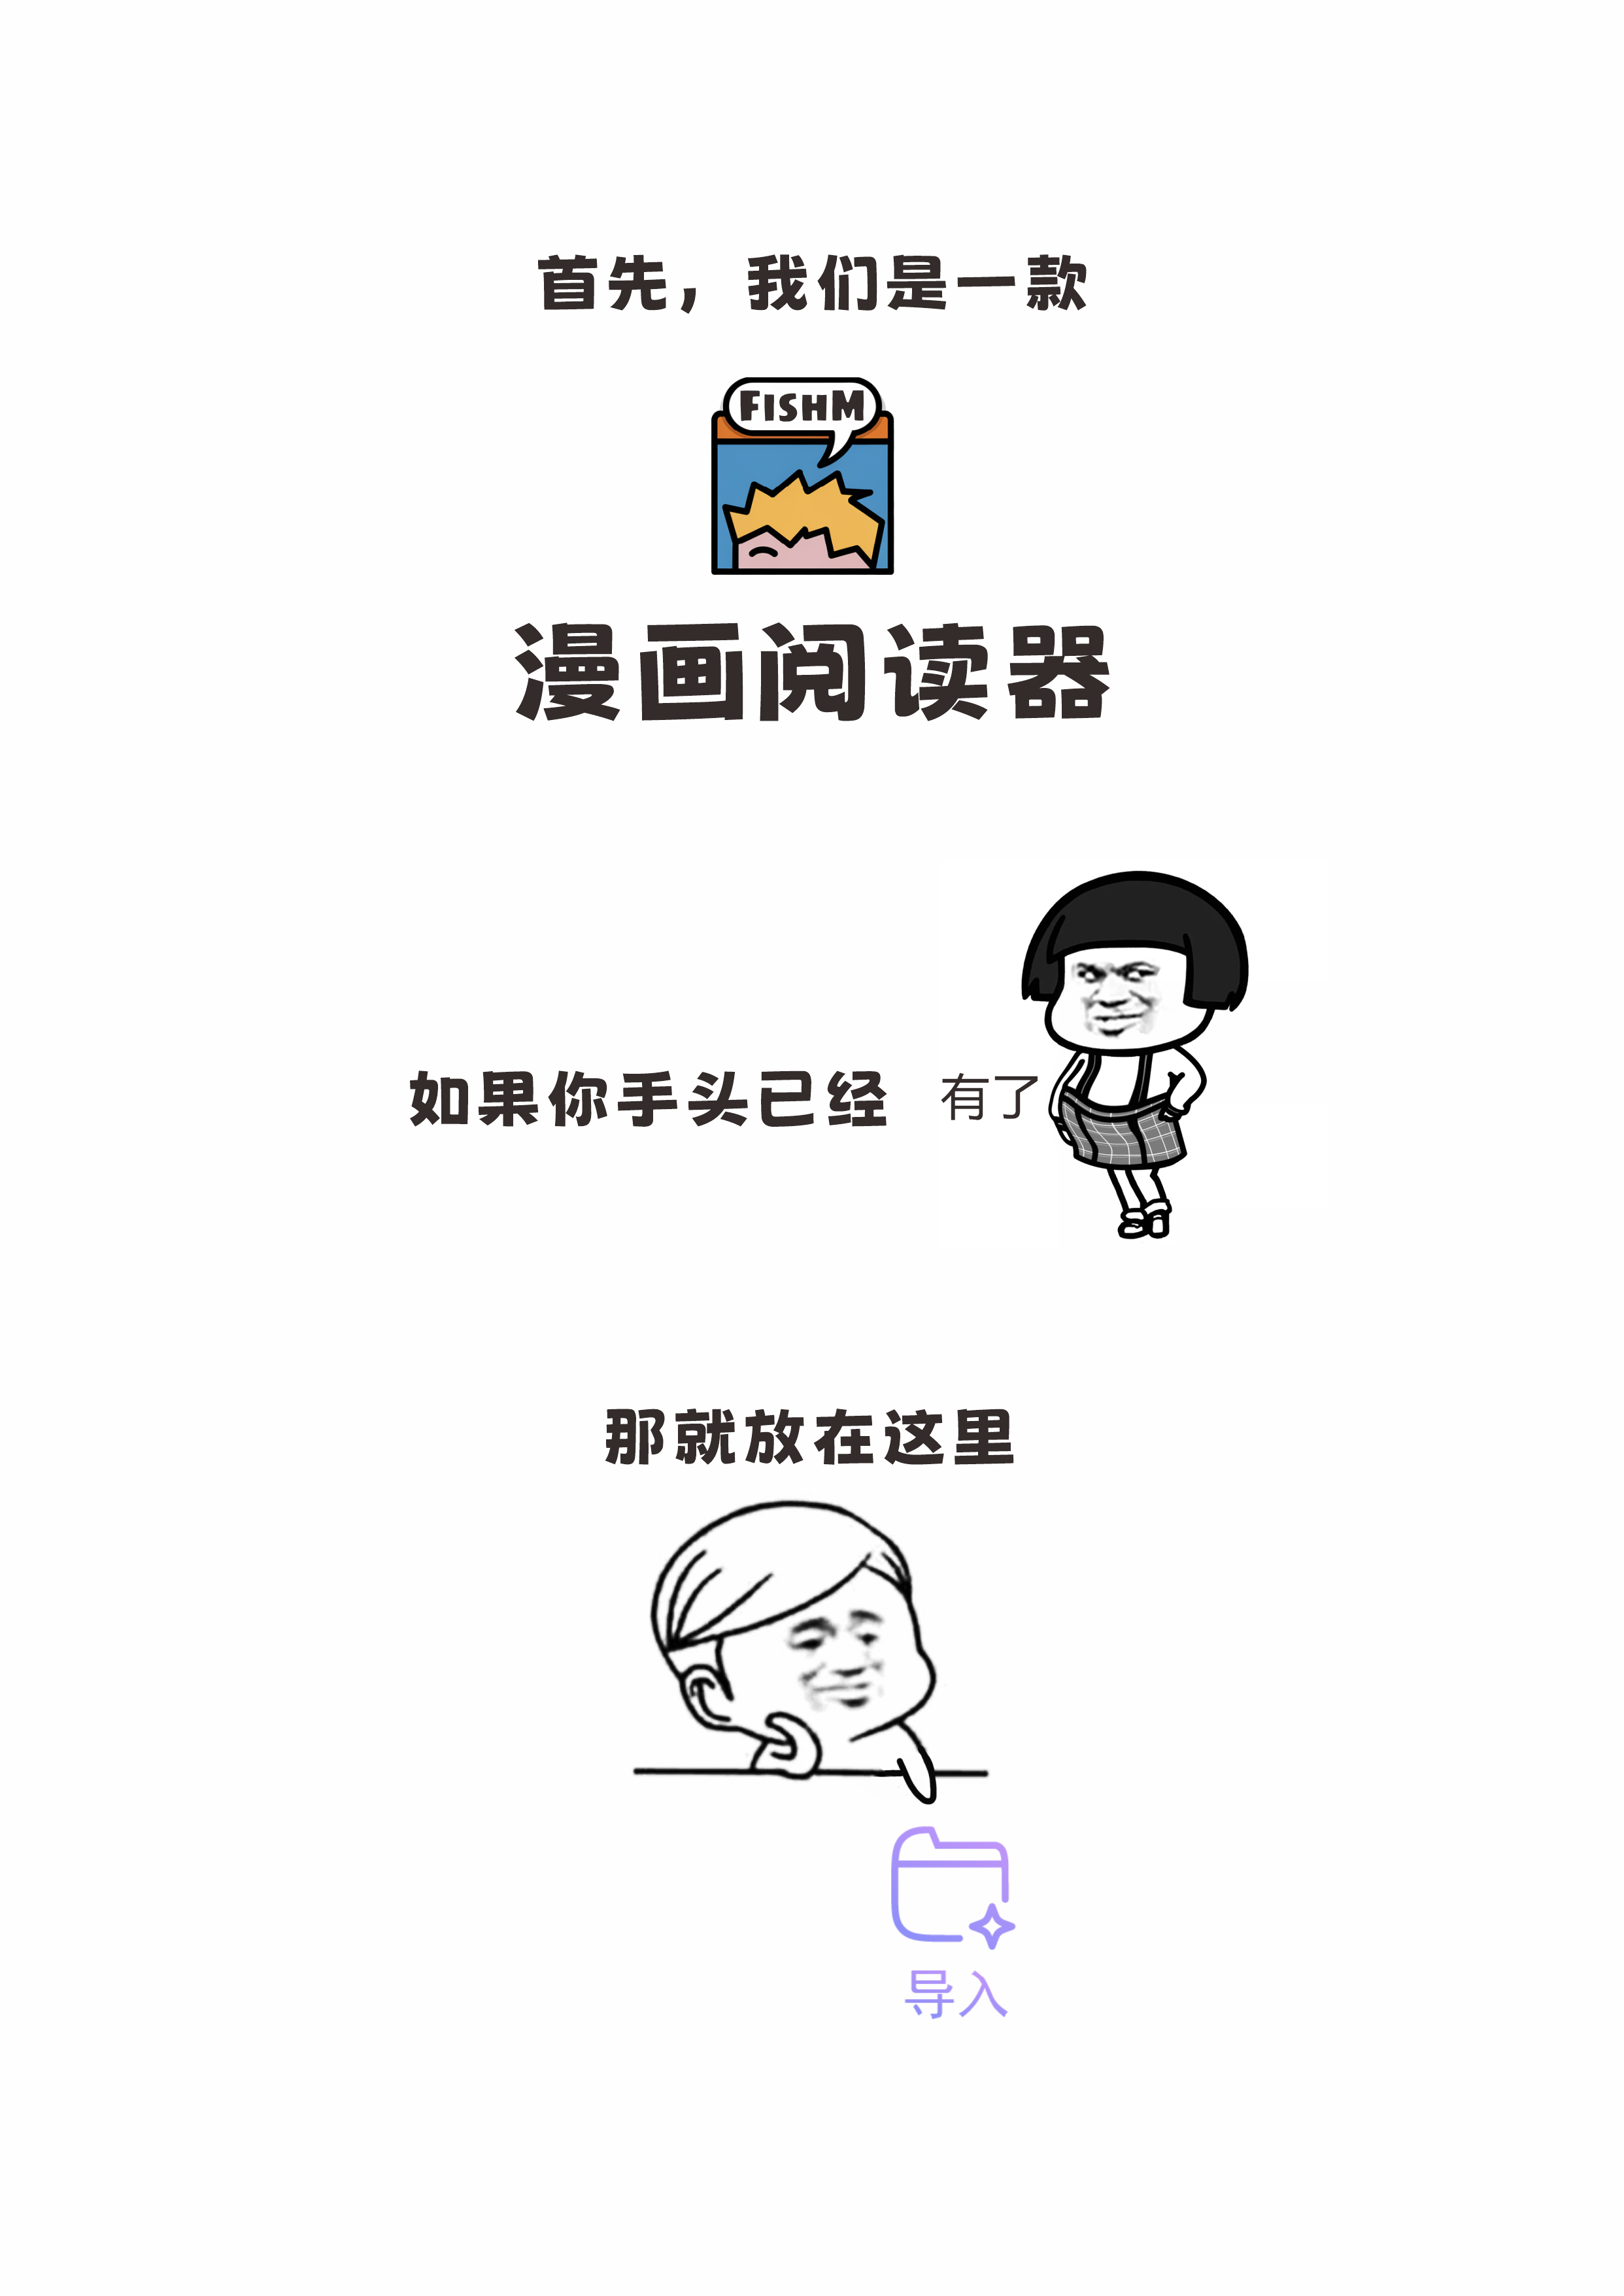 首先，我们是一款
FISHM
漫画阅读器
如果你手头已经 有了
那就放在这里
导入